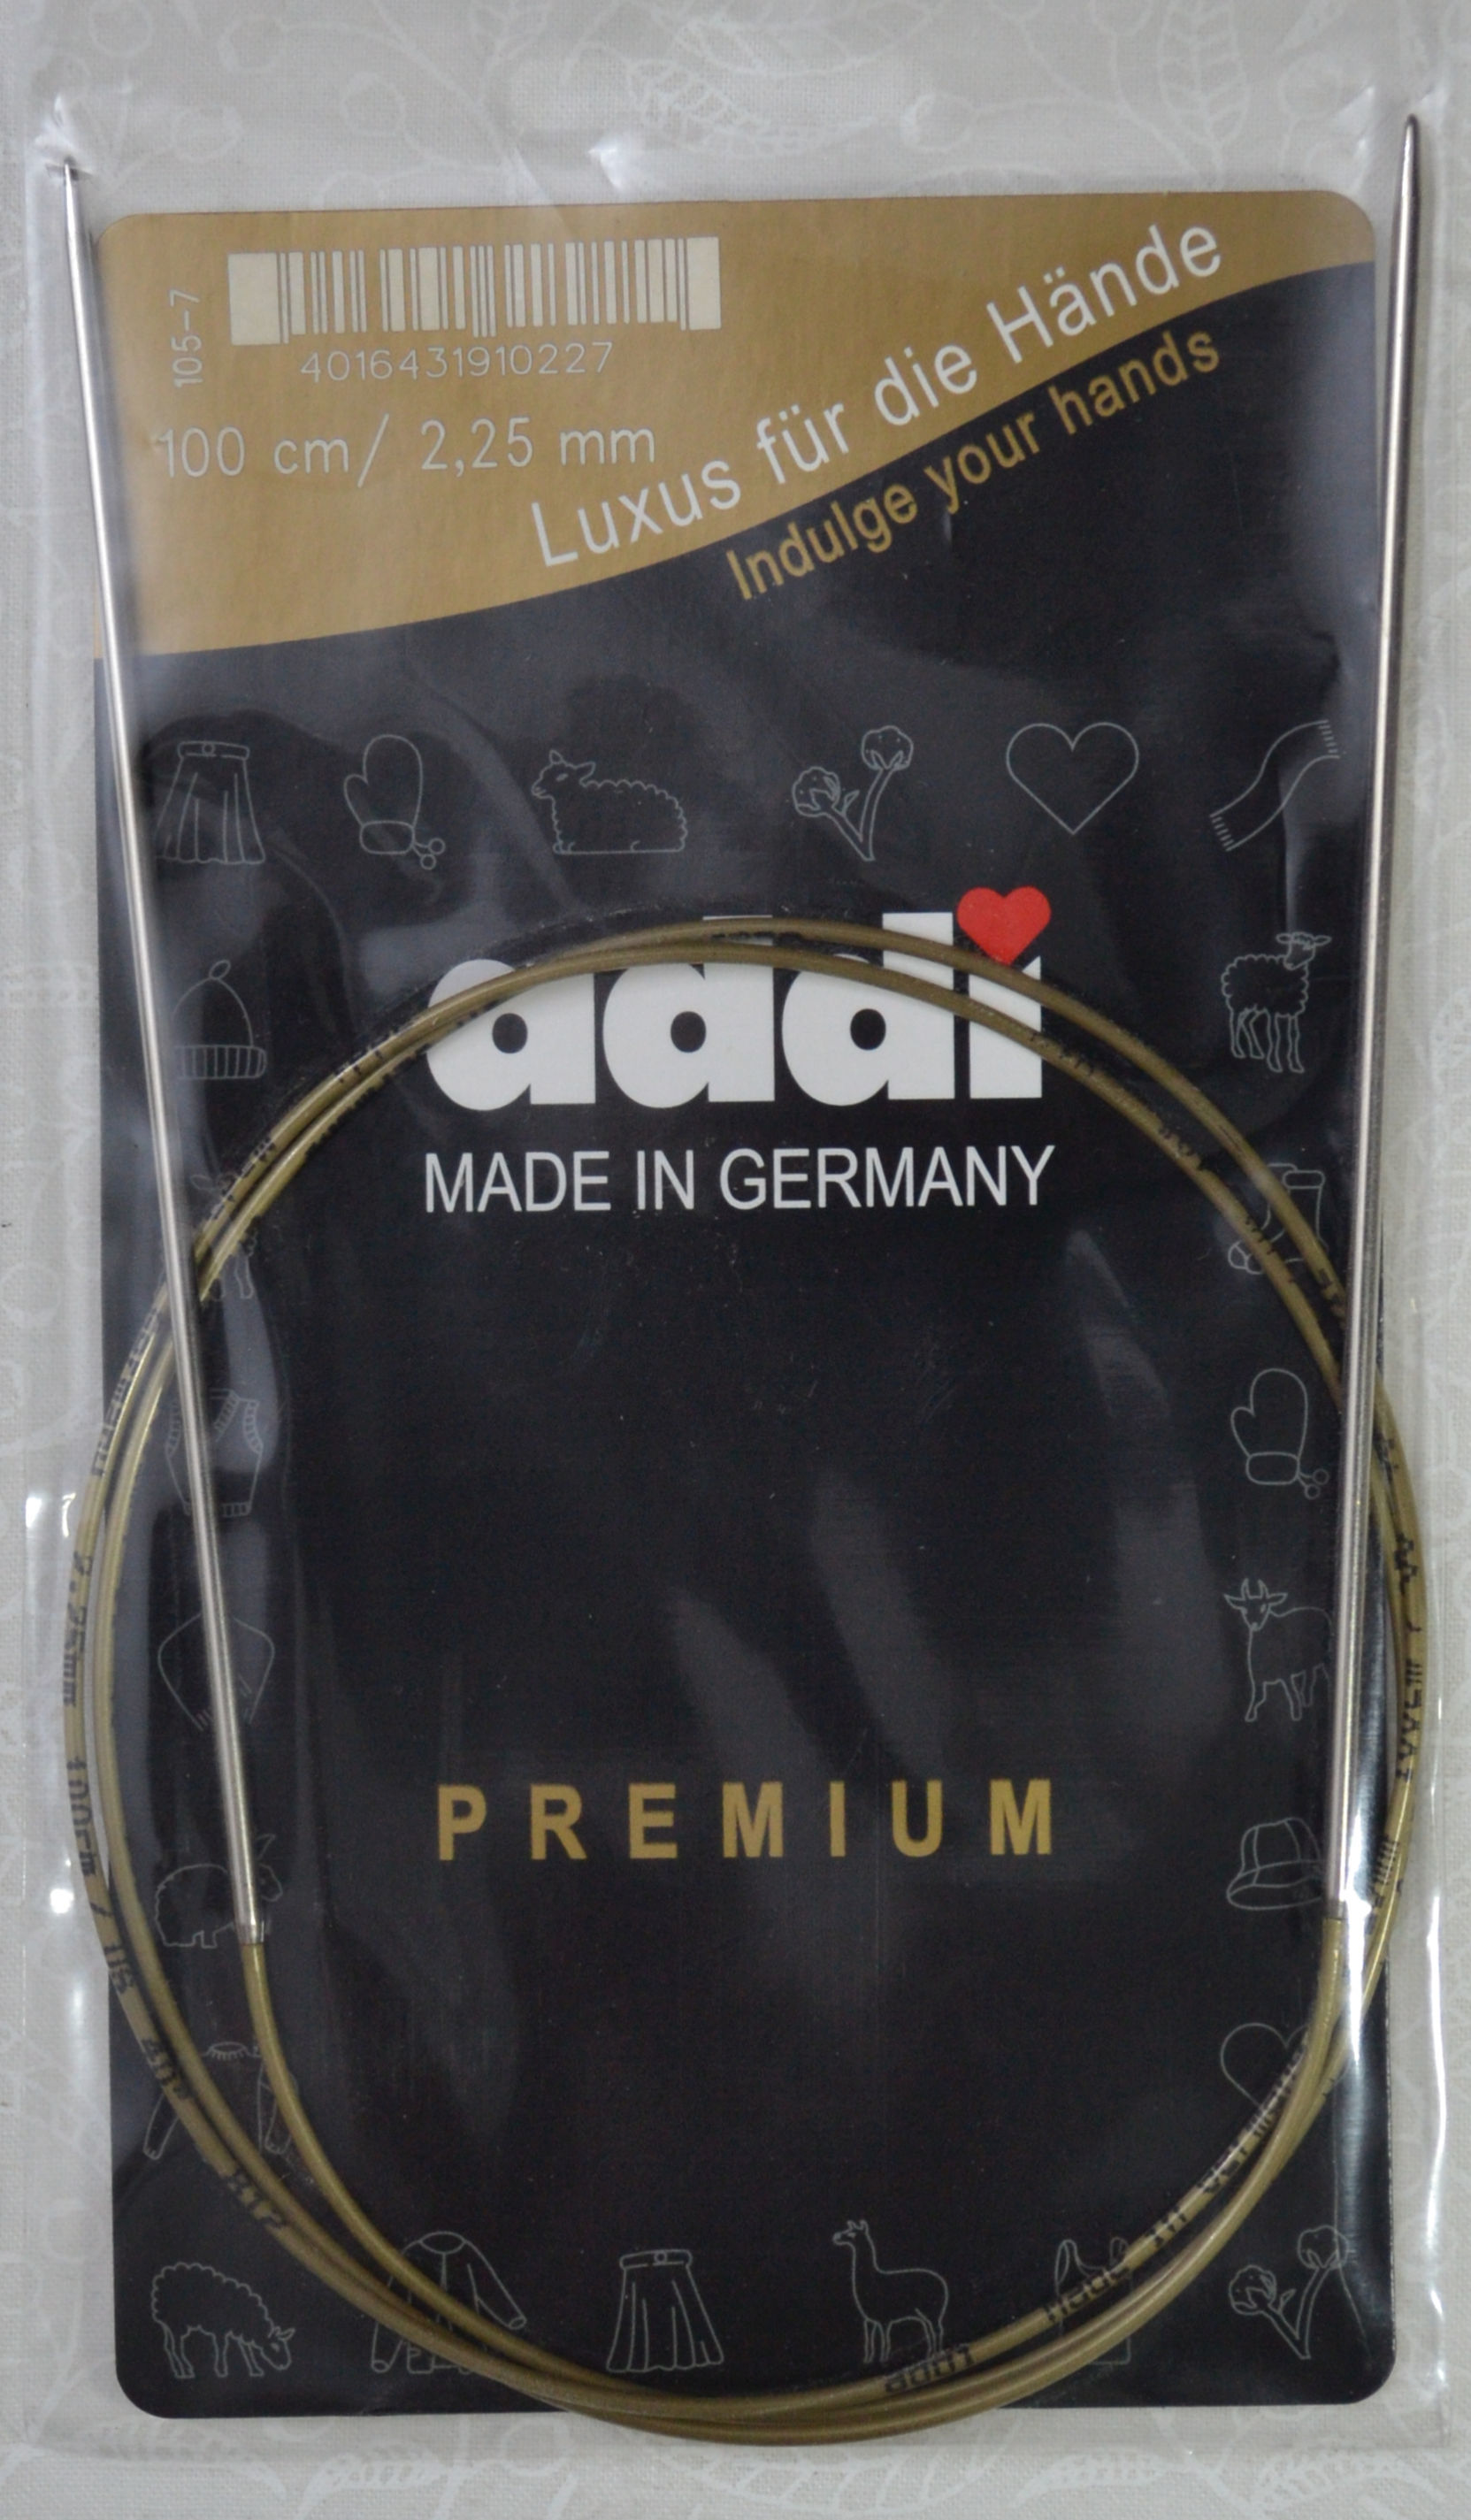 105-7
4016431910227
100 cm/ 2,25 mm
Luxus für die Hände
Indulge your hands
addi
MADE IN GERMANY
PREMIUM
addi